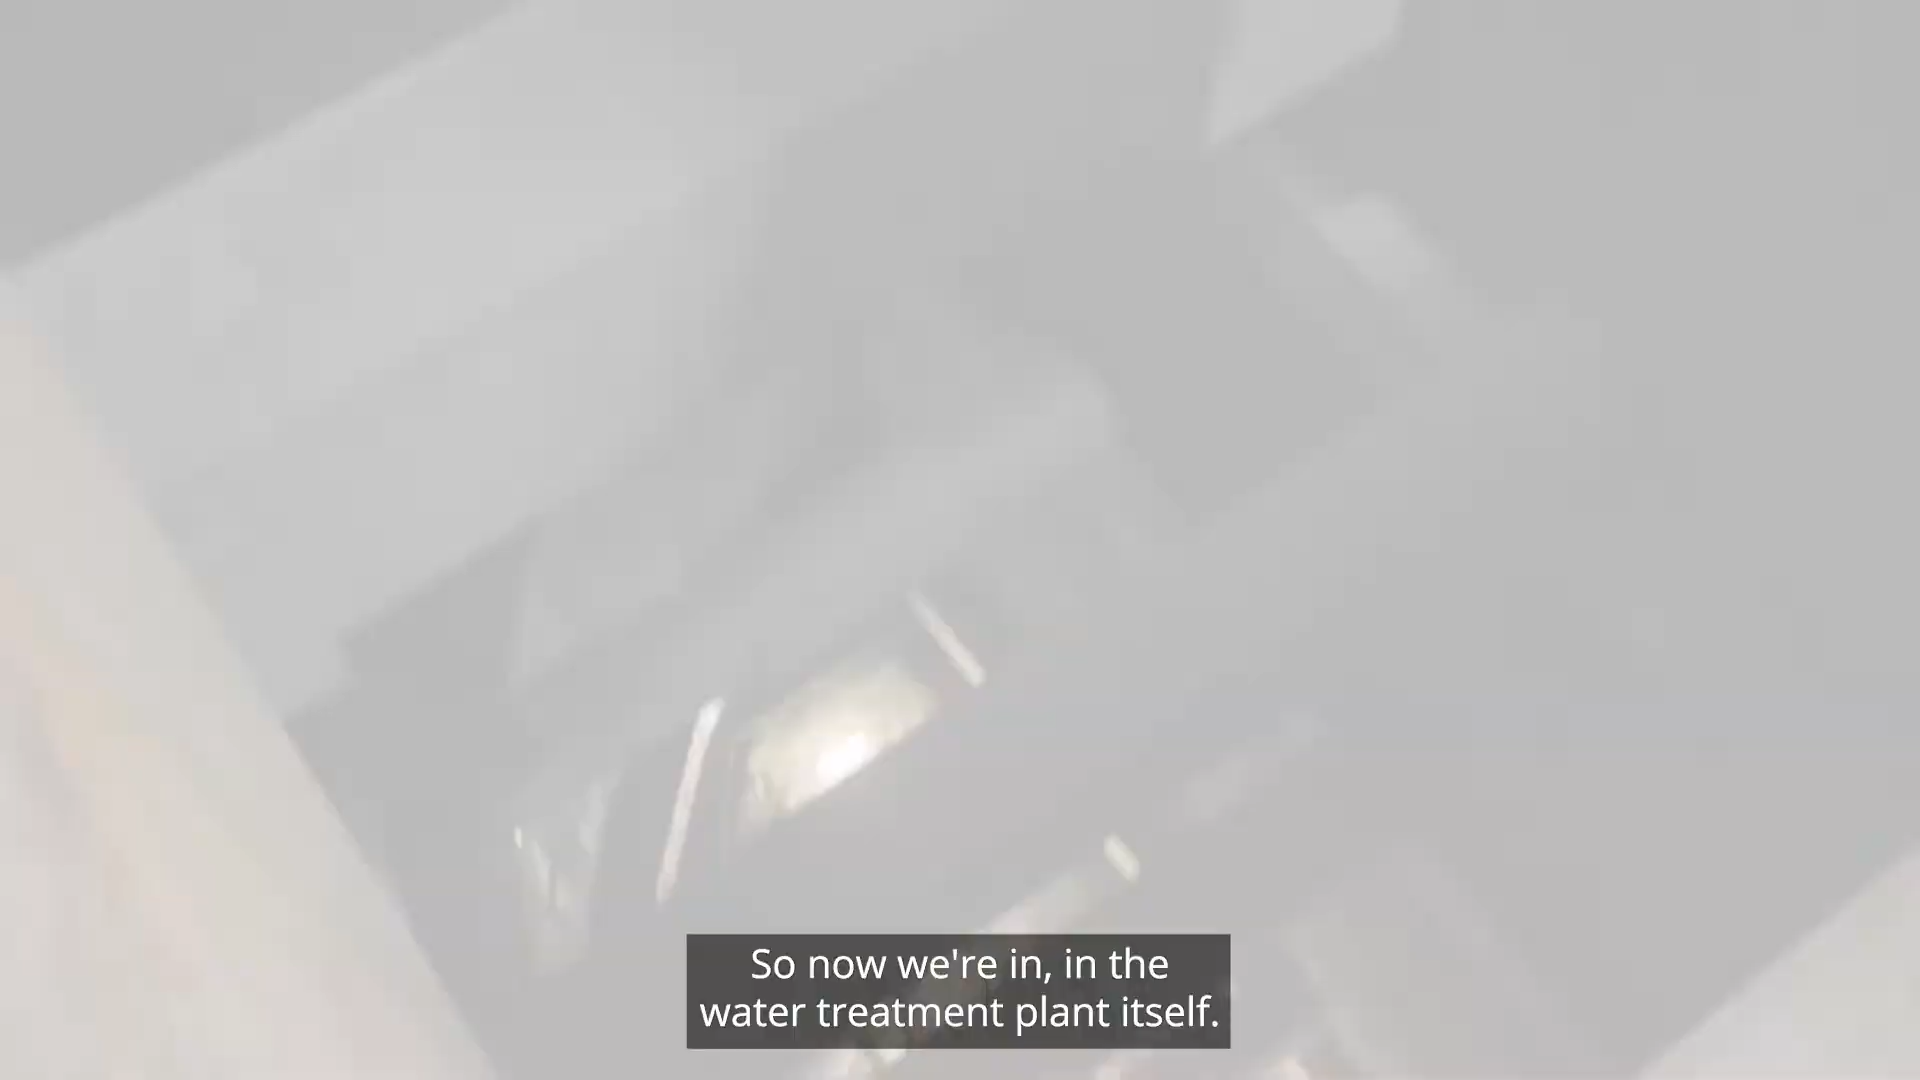 So now we're in, in the
water treatment plant itself.